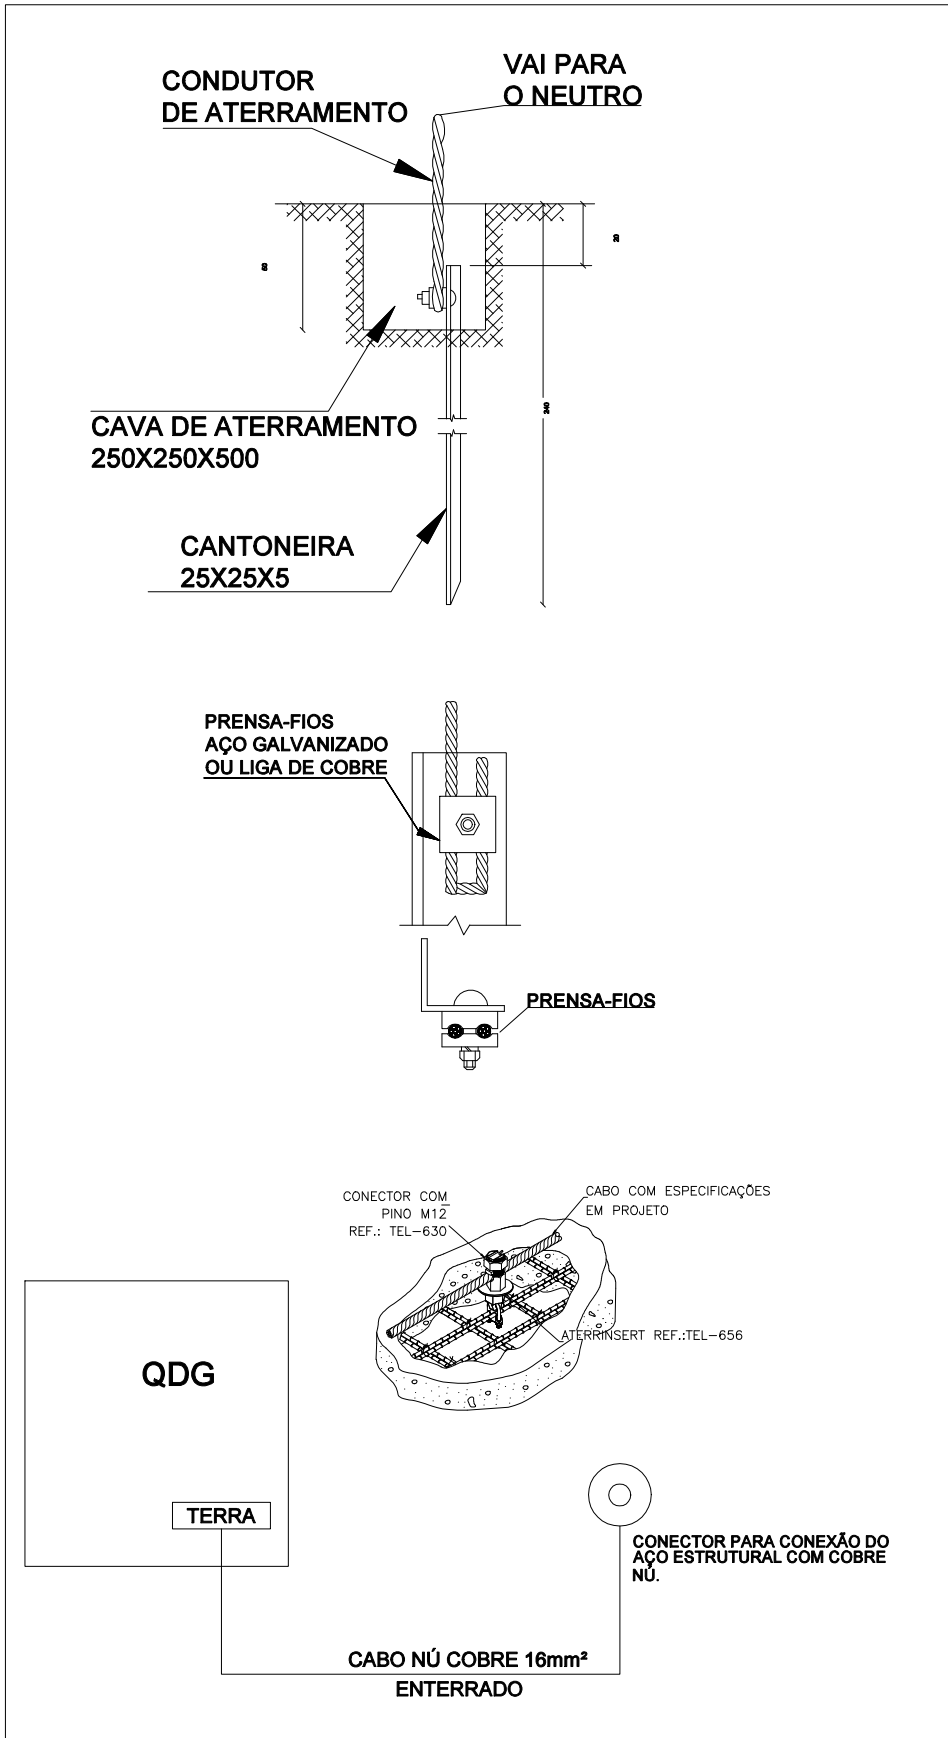 CONDUTOR
DE ATERRAMENTO
VAI PARA
O NEUTRO
20
240
CAVA DE ATERRAMENTO
250X250X500
CANTONEIRA
25X25X5
PRENSA-FIOS
AÇO GALVANIZADO
OU LIGA DE COBRE
PRENSA-FIOS
CONECTOR COM
PINO M12
REF.: TEL-630
CABO COM ESPECIFICAÇÕES
EM PROJETO
ATERRINSERT REF.:TEL-656
QDG
TERRA
CONECTOR PARA CONEXÃO DO
AÇO ESTRUTURAL COM COBRE
NÚ.
CABO NÚ COBRE 16mm²
ENTERRADO